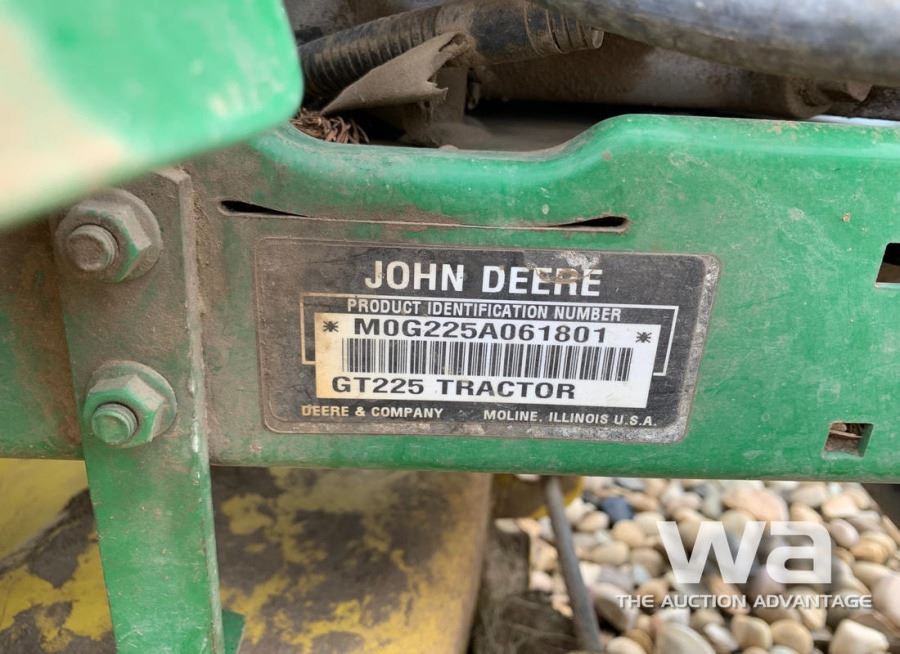 JOHN DEERE
PRODUCT IDENTIFICATION NUMBER
* M0G225A061801 *
GT225 TRACTOR
DEERE & COMPANY MOLINE, ILLINOIS U.S.A.
wa
THE AUCTION ADVANTAGE